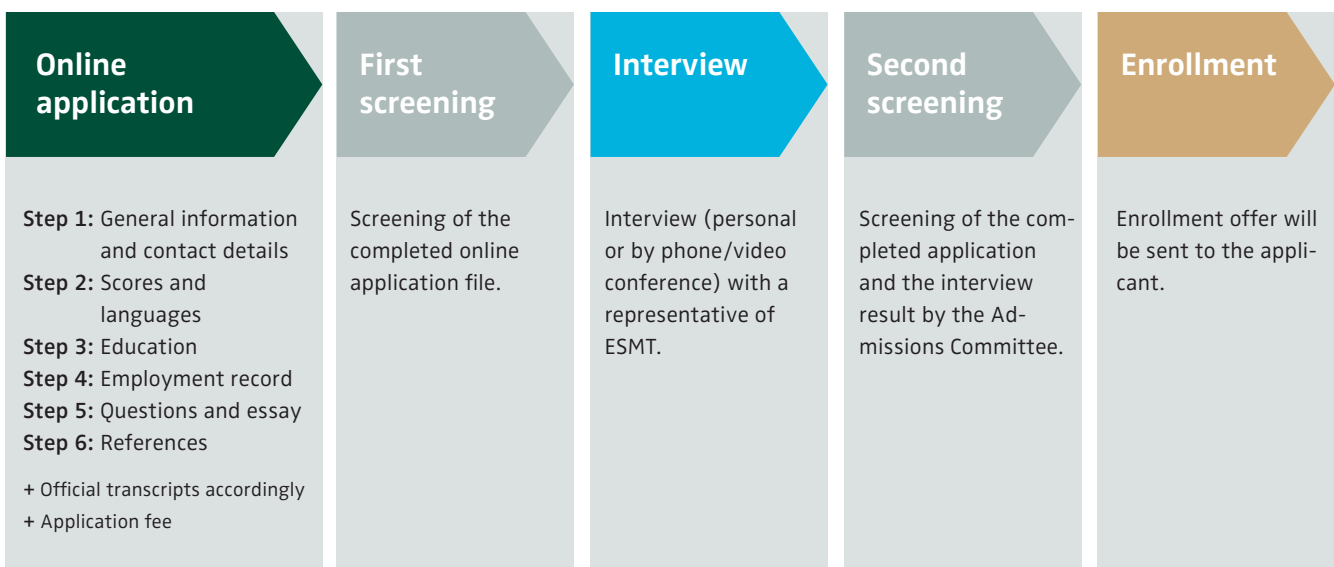 Online
application
Step 1: General information
and contact details
Step 2: Scores and
languages
Step 3: Education
Step 4: Employment record
Step 5: Questions and essay
Step 6: References
+ Official transcripts accordingly
+ Application fee
First
screening
Screening of the
completed online
application file.
Interview
Interview (personal
or by phone/video
conference) with a
representative of
ESMT.
Second
screening
Screening of the com-
pleted application
and the interview
result by the Ad-
missions Committee.
Enrollment
Enrollment offer will
be sent to the appli-
cant.